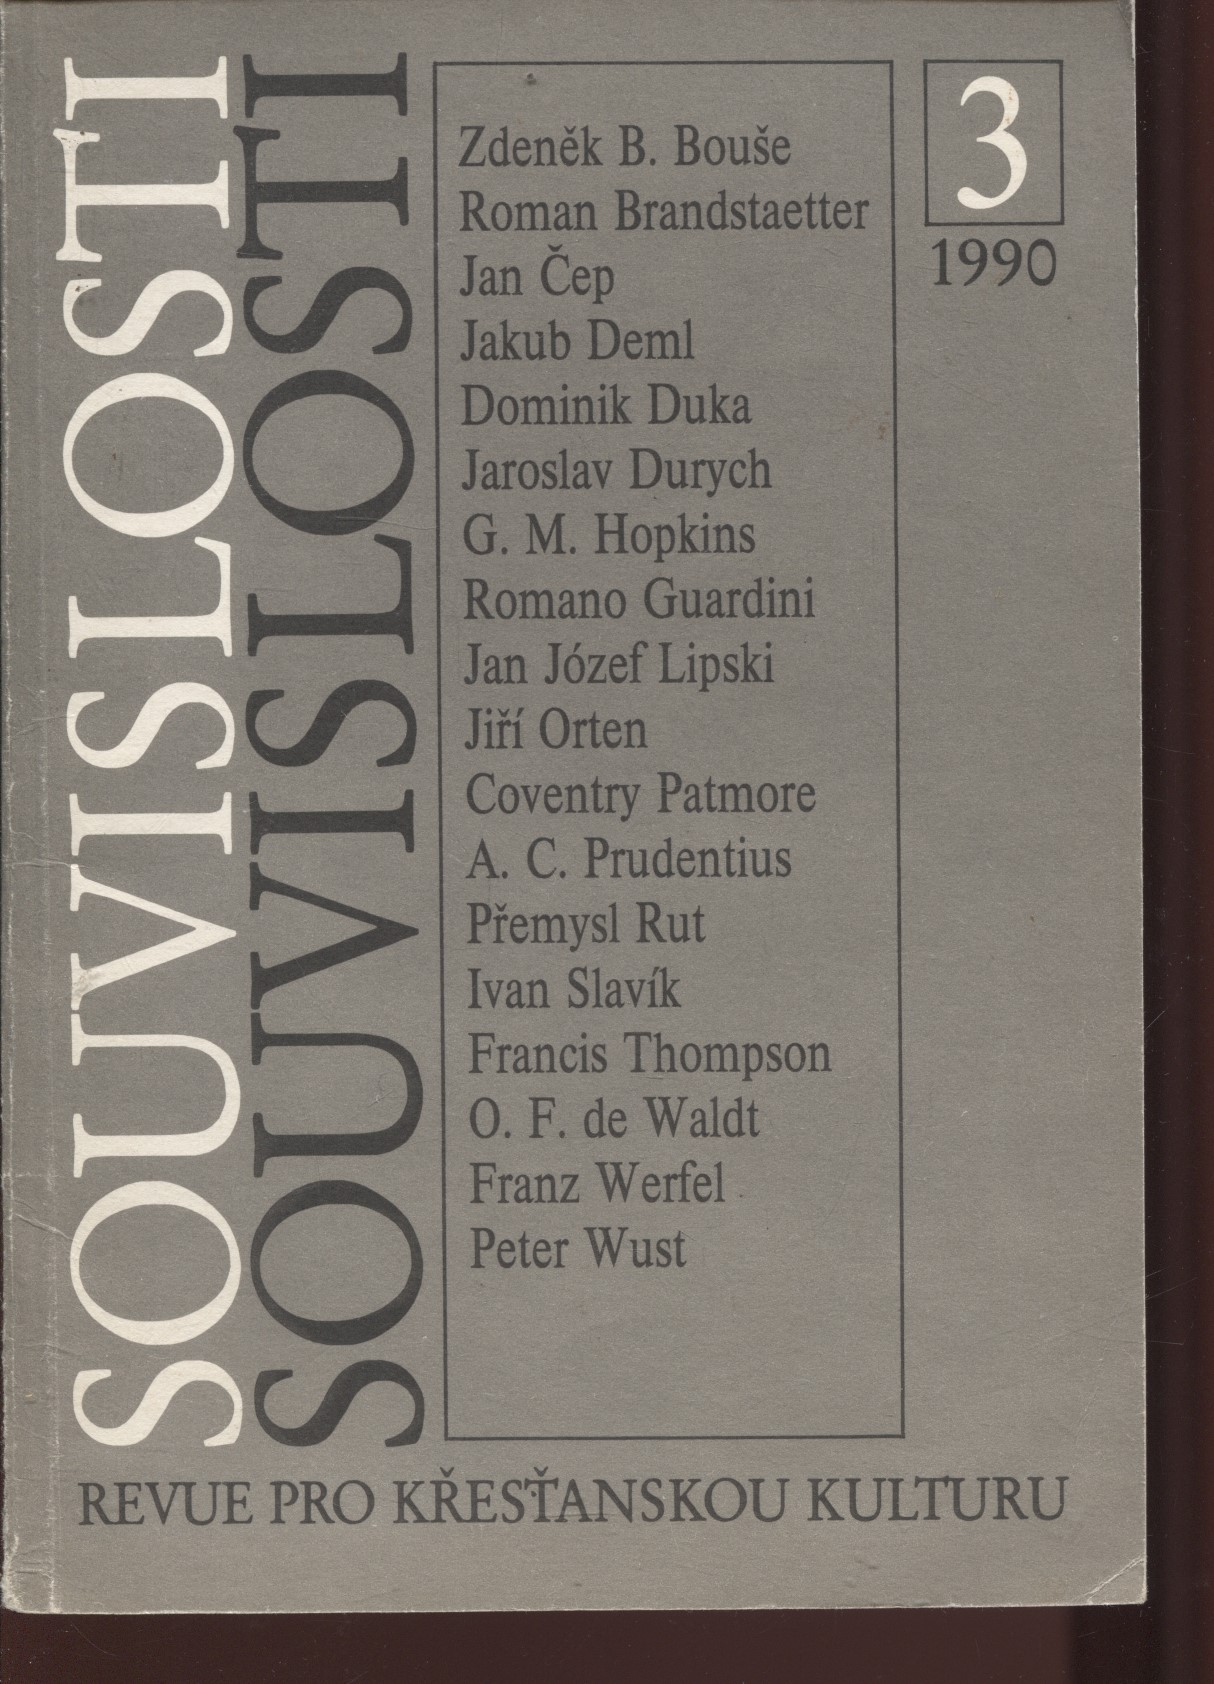 SOUVISLOSTI
SOUVISLOSTI
Zdeněk B. Bouše
Roman Brandstaetter
Jan Čep
Jakub Deml
Dominik Duka
Jaroslav Durych
G. M. Hopkins
Romano Guardini
Jan Józef Lipski
Jiří Orten
Coventry Patmore
A. C. Prudentius
Přemysl Rut
Ivan Slavík
Francis Thompson
O. F. de Waldt
Franz Werfel
Peter Wust
3
1990
REVUE PRO KŘESŤANSKOU KULTURU